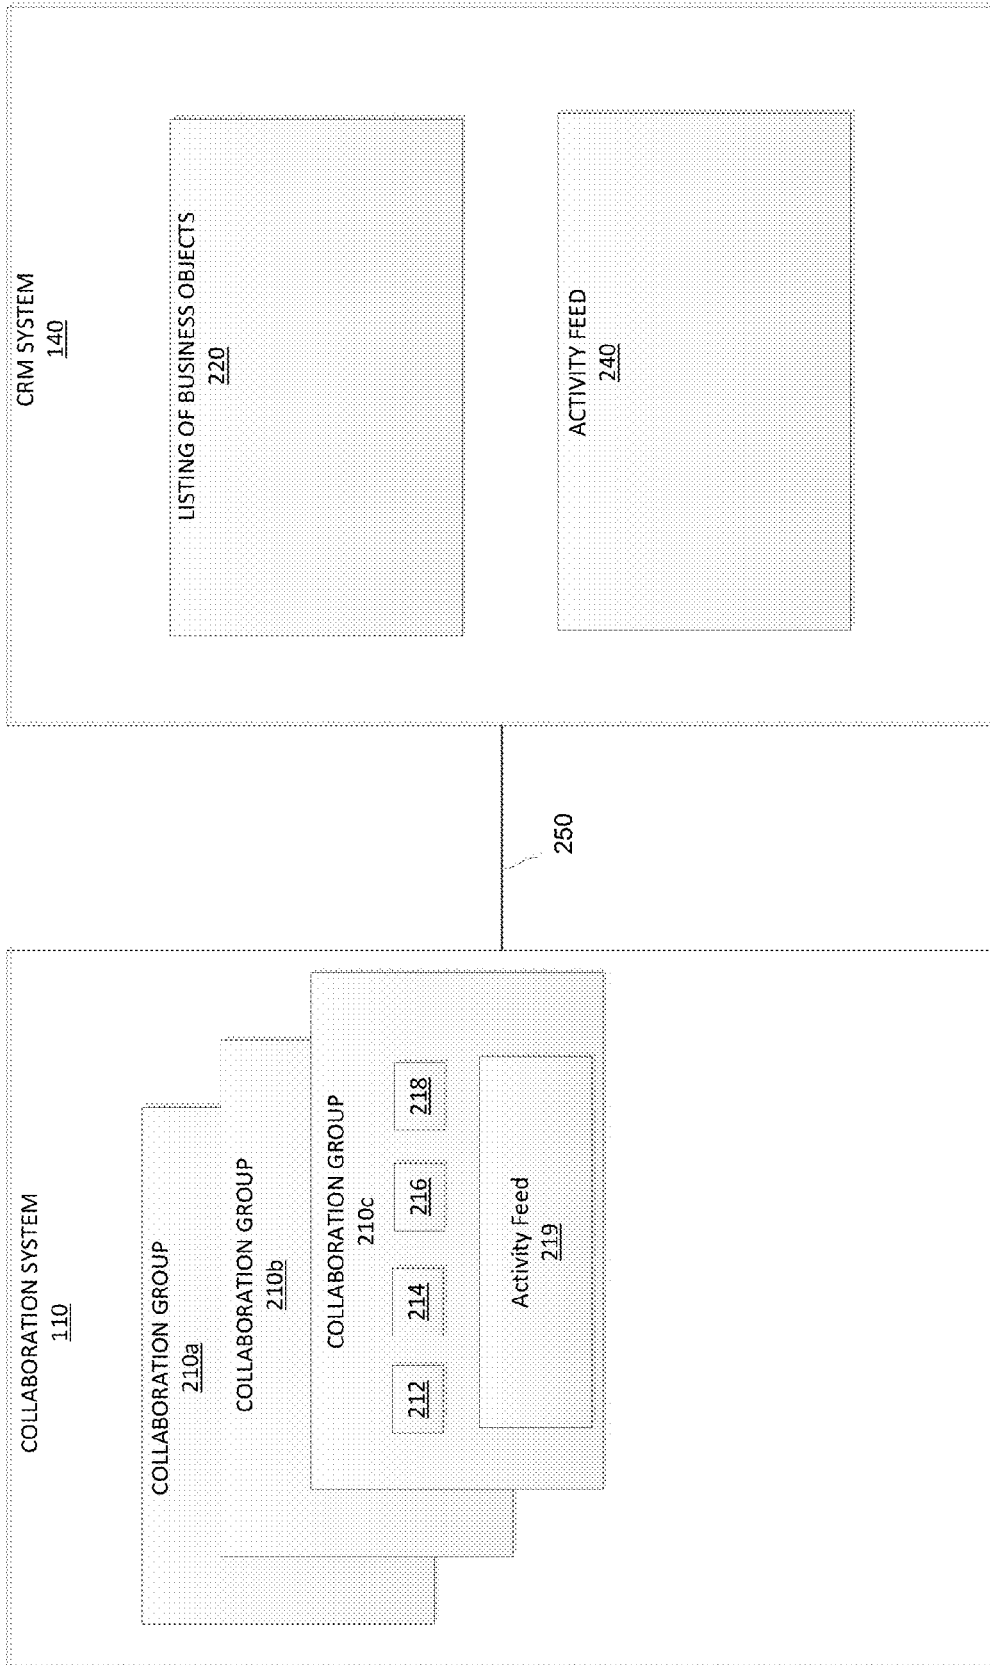 COLLABORATION SYSTEM
110
COLLABORATION GROUP
210a
COLLABORATION GROUP
210b
COLLABORATION GROUP
210c
212
214
216
218
Activity Feed
219
250
CRM SYSTEM
140
LISTING OF BUSINESS OBJECTS
220
ACTIVITY FEED
240